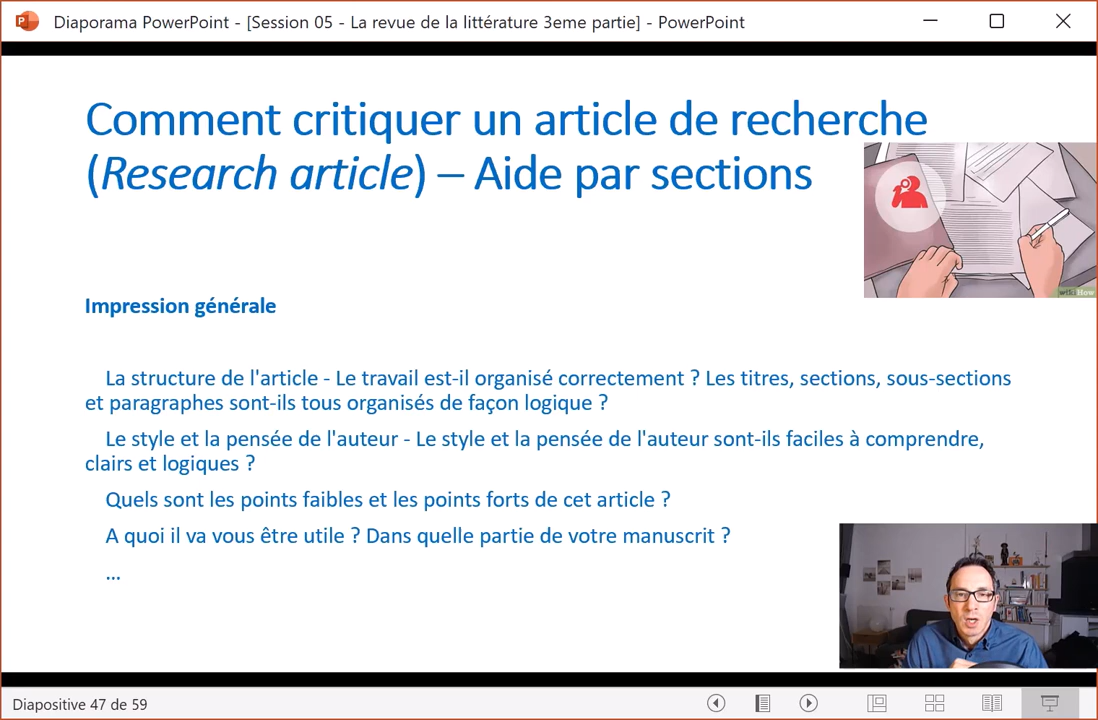 Diaporama PowerPoint - [Session 05 - La revue de la littérature 3eme partie] - PowerPoint
Comment critiquer un article de recherche
(Research article) – Aide par sections
wikiHow
Impression générale
La structure de l'article - Le travail est-il organisé correctement ? Les titres, sections, sous-sections
et paragraphes sont-ils tous organisés de façon logique ?
Le style et la pensée de l'auteur - Le style et la pensée de l'auteur sont-ils faciles à comprendre,
clairs et logiques ?
Quels sont les points faibles et les points forts de cet article ?
A quoi il va vous être utile ? Dans quelle partie de votre manuscrit ?
...
Diapositive 47 de 59